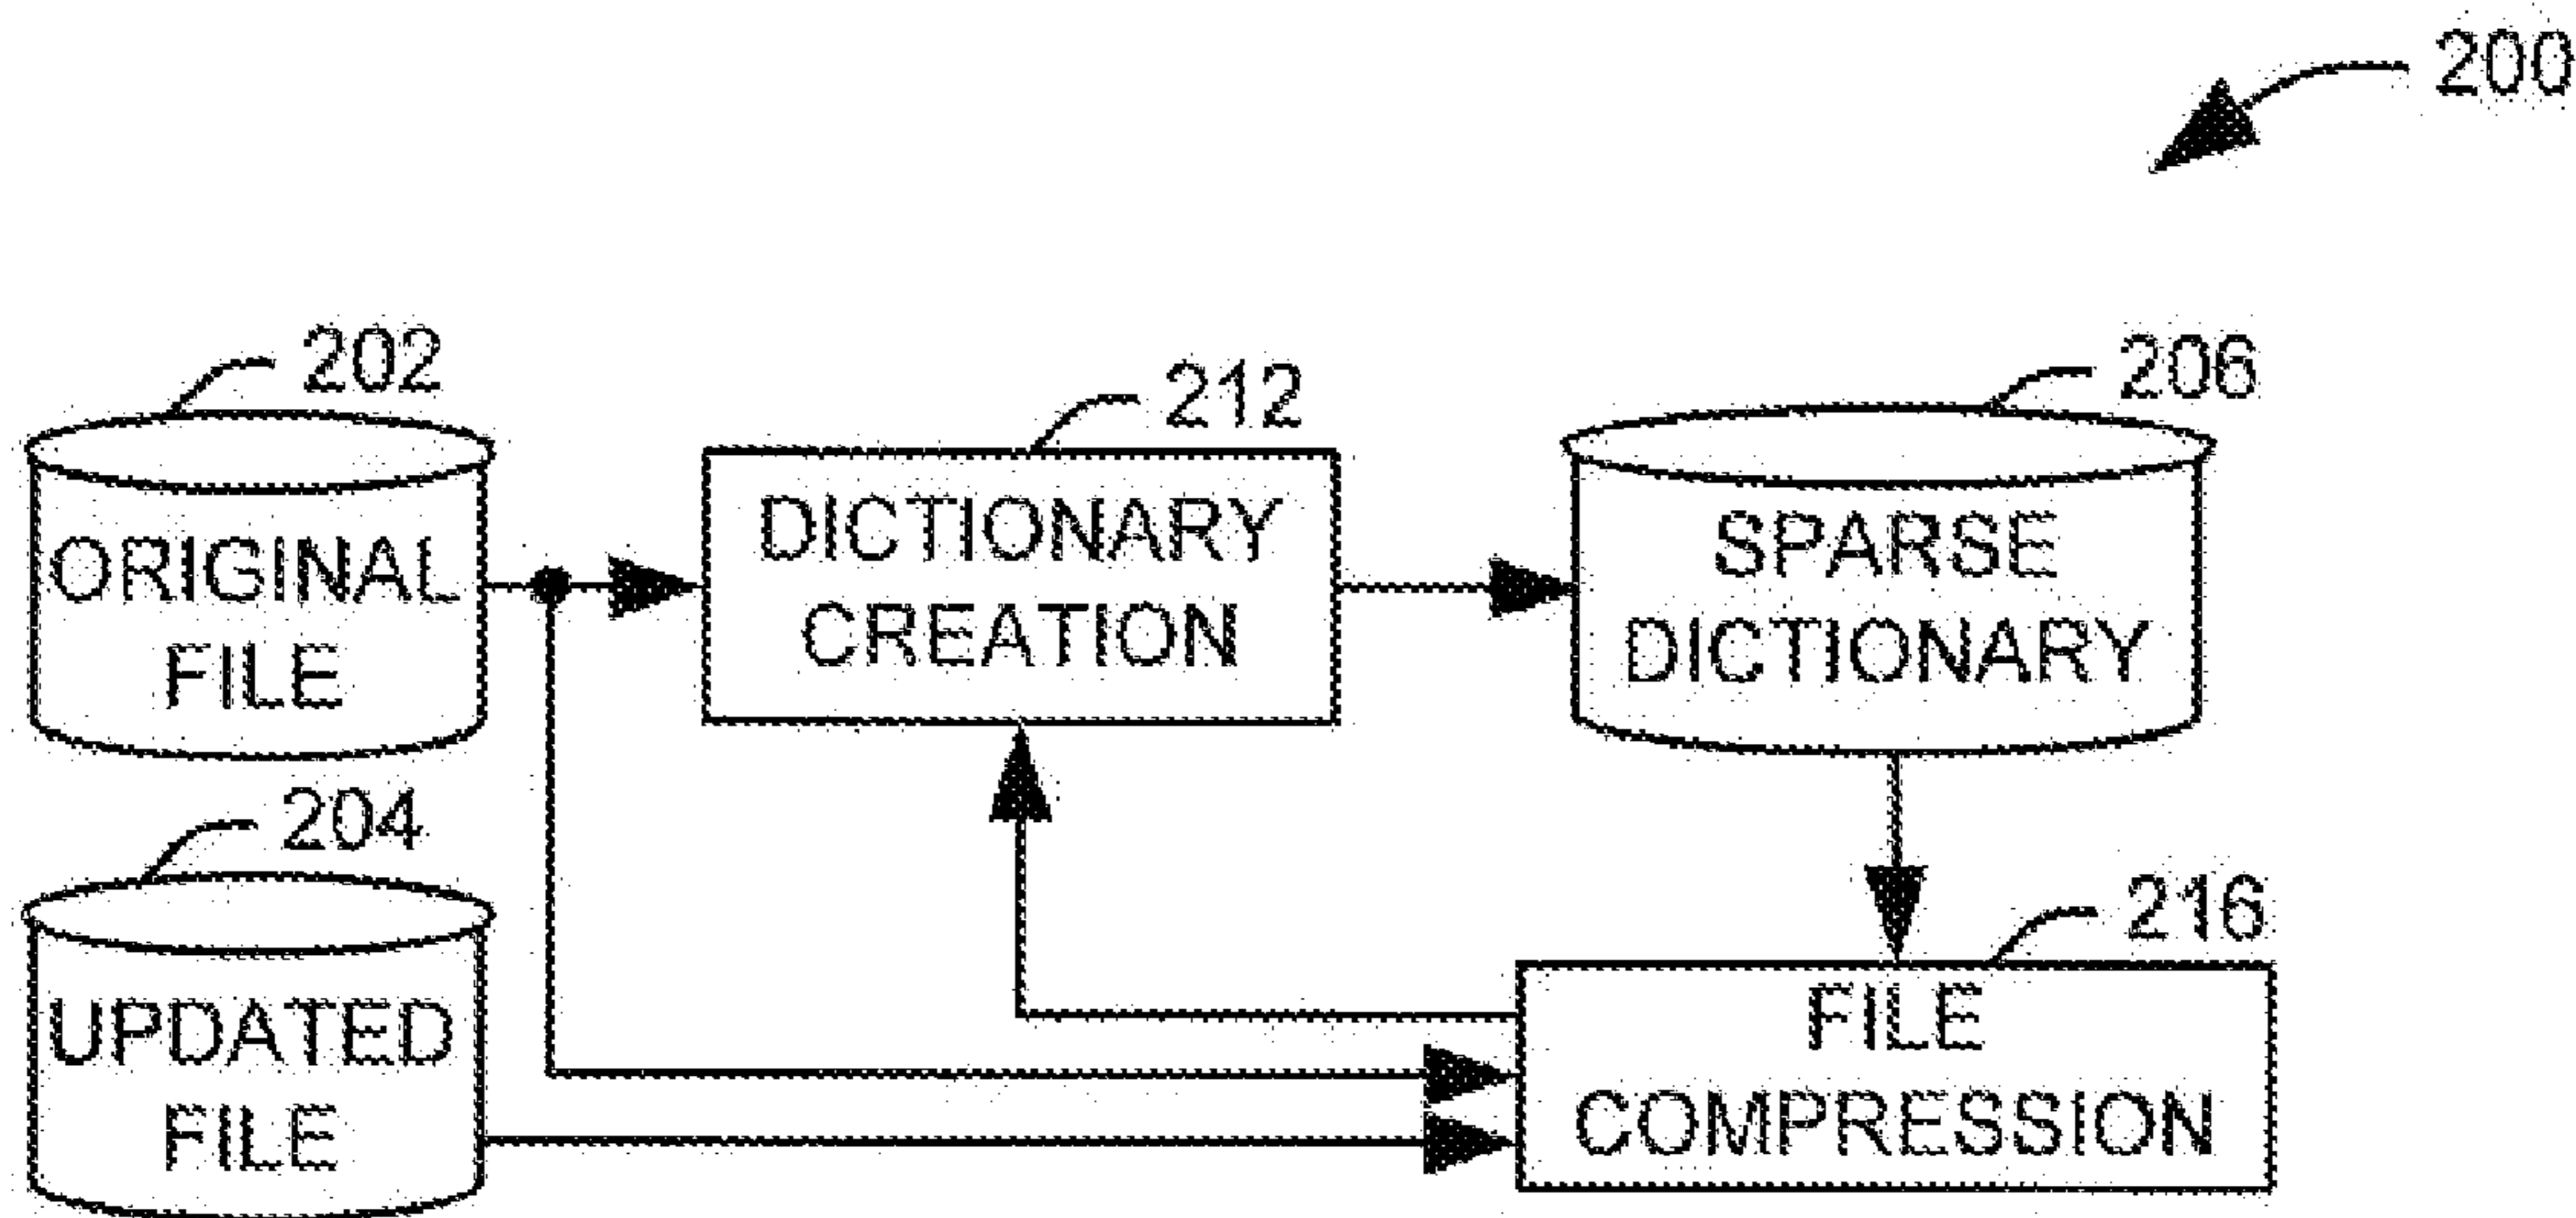 200
202
212
206
ORIGINAL
FILE
DICTIONARY
CREATION
SPARSE
DICTIONARY
204
216
UPDATED
FILE
FILE
COMPRESSION